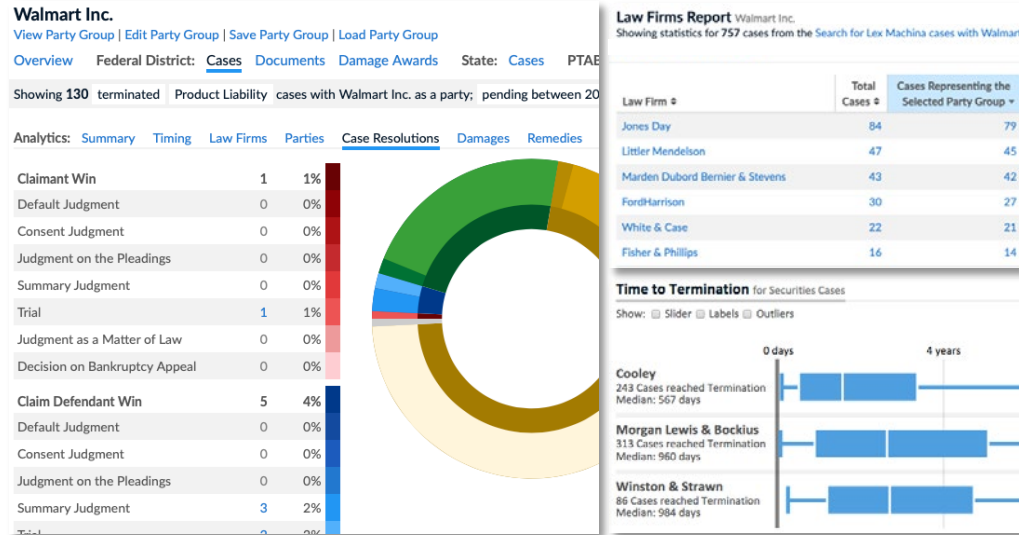 Walmart Inc.
View Party Group | Edit Party Group | Save Party Group | Load Party Group
Overview Federal District: Cases Documents Damage Awards State: Cases PTAB
Showing 130 terminated Product Liability cases with Walmart Inc. as a party; pending between 20
Analytics: Summary Timing Law Firms Parties Case Resolutions Damages Remedies
Claimant Win 1 1%
Default Judgment 0 0%
Consent Judgment 0 0%
Judgment on the Pleadings 0 0%
Summary Judgment 0 0%
Trial 1 1%
Judgment as a Matter of Law 0 0%
Decision on Bankruptcy Appeal 0 0%
Claim Defendant Win 5 4%
Default Judgment 0 0%
Consent Judgment 0 0%
Judgment on the Pleadings 0 0%
Summary Judgment 3 2%
Trial 2 2%
Law Firms Report Walmart Inc.
Showing statistics for 757 cases from the Search for Lex Machina cases with Walmart
Total Cases Representing the
Law Firm Cases Selected Party Group
Jones Day 84 79
Littler Mendelson 47 45
Marden Dubord Bernier & Stevens 43 42
FordHarrison 30 27
White & Case 22 21
Fisher & Phillips 16 14
Time to Termination for Securities Cases
Show: Slider Labels Outliers
0 days 4 years
Cooley
243 Cases reached Termination
Median: 567 days
Morgan Lewis & Bockius
313 Cases reached Termination
Median: 960 days
Winston & Strawn
86 Cases reached Termination
Median: 984 days